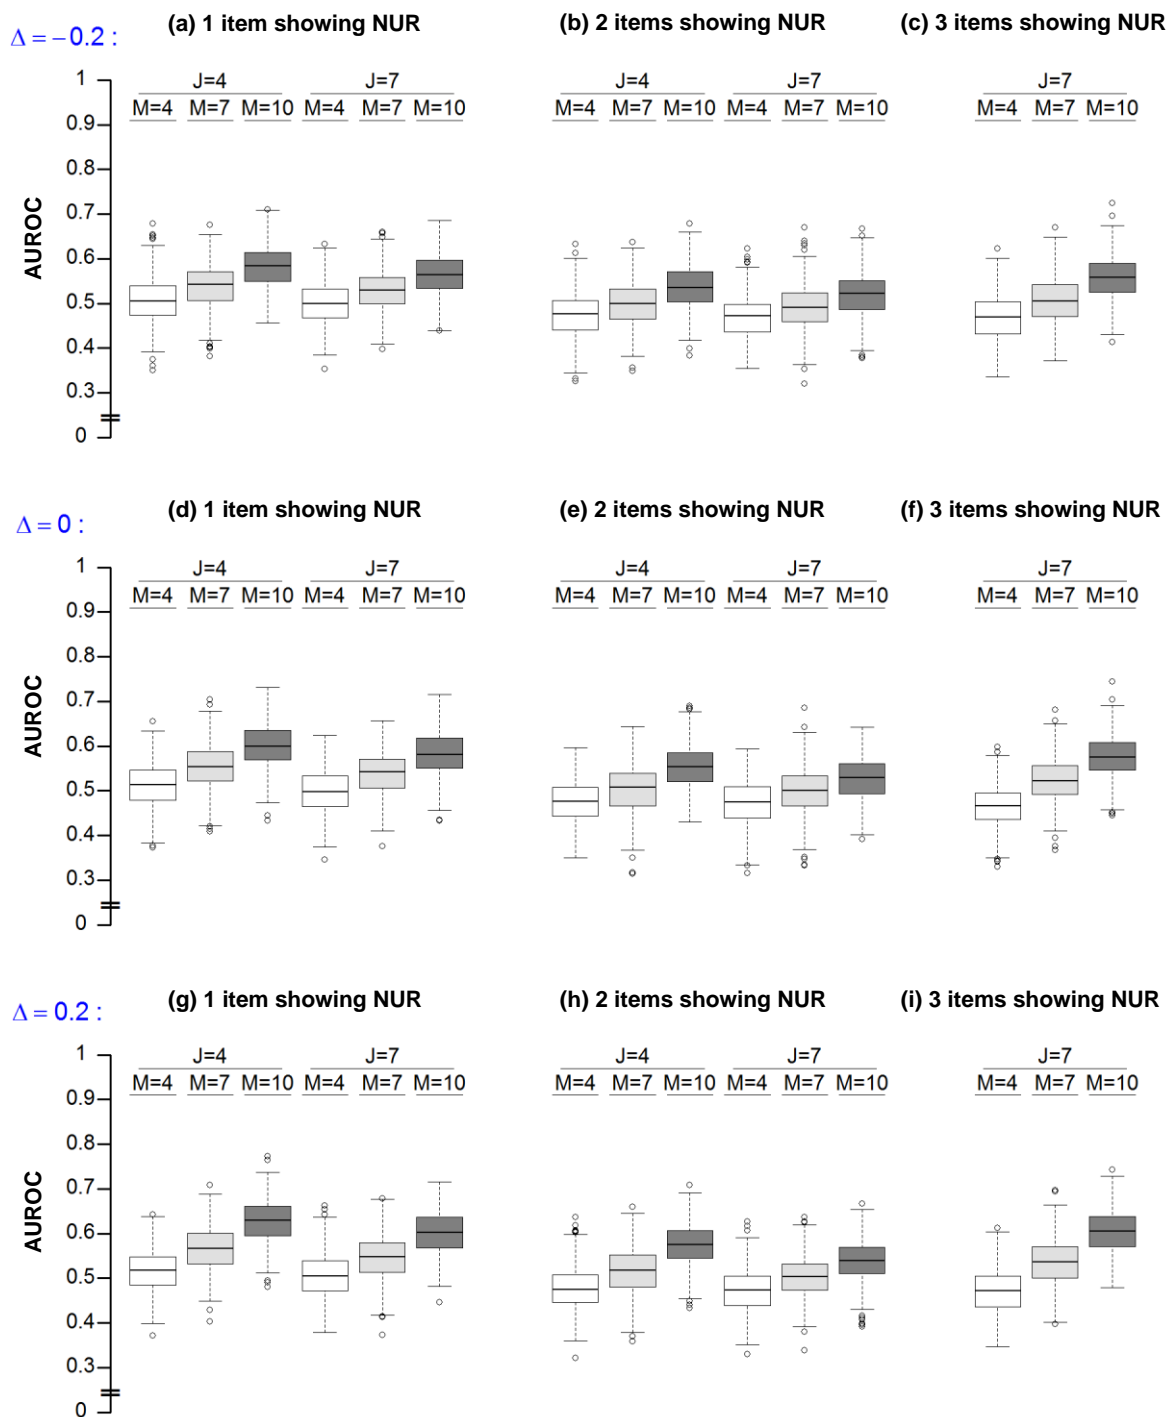 Δ = −0.2 :
(a) 1 item showing NUR
(b) 2 items showing NUR
(c) 3 items showing NUR
J=4 J=7 J=4 J=7 J=7
M=4 M=7 M=10 M=4 M=7 M=10 M=4 M=7 M=10 M=4 M=7 M=10 M=4 M=7 M=10
AUROC
1
0.9
0.8
0.7
0.6
0.5
0.4
0.3
0
Δ = 0 :
(d) 1 item showing NUR
(e) 2 items showing NUR
(f) 3 items showing NUR
J=4 J=7 J=4 J=7 J=7
M=4 M=7 M=10 M=4 M=7 M=10 M=4 M=7 M=10 M=4 M=7 M=10 M=4 M=7 M=10
AUROC
1
0.9
0.8
0.7
0.6
0.5
0.4
0.3
0
Δ = 0.2 :
(g) 1 item showing NUR
(h) 2 items showing NUR
(i) 3 items showing NUR
J=4 J=7 J=4 J=7 J=7
M=4 M=7 M=10 M=4 M=7 M=10 M=4 M=7 M=10 M=4 M=7 M=10 M=4 M=7 M=10
AUROC
1
0.9
0.8
0.7
0.6
0.5
0.4
0.3
0